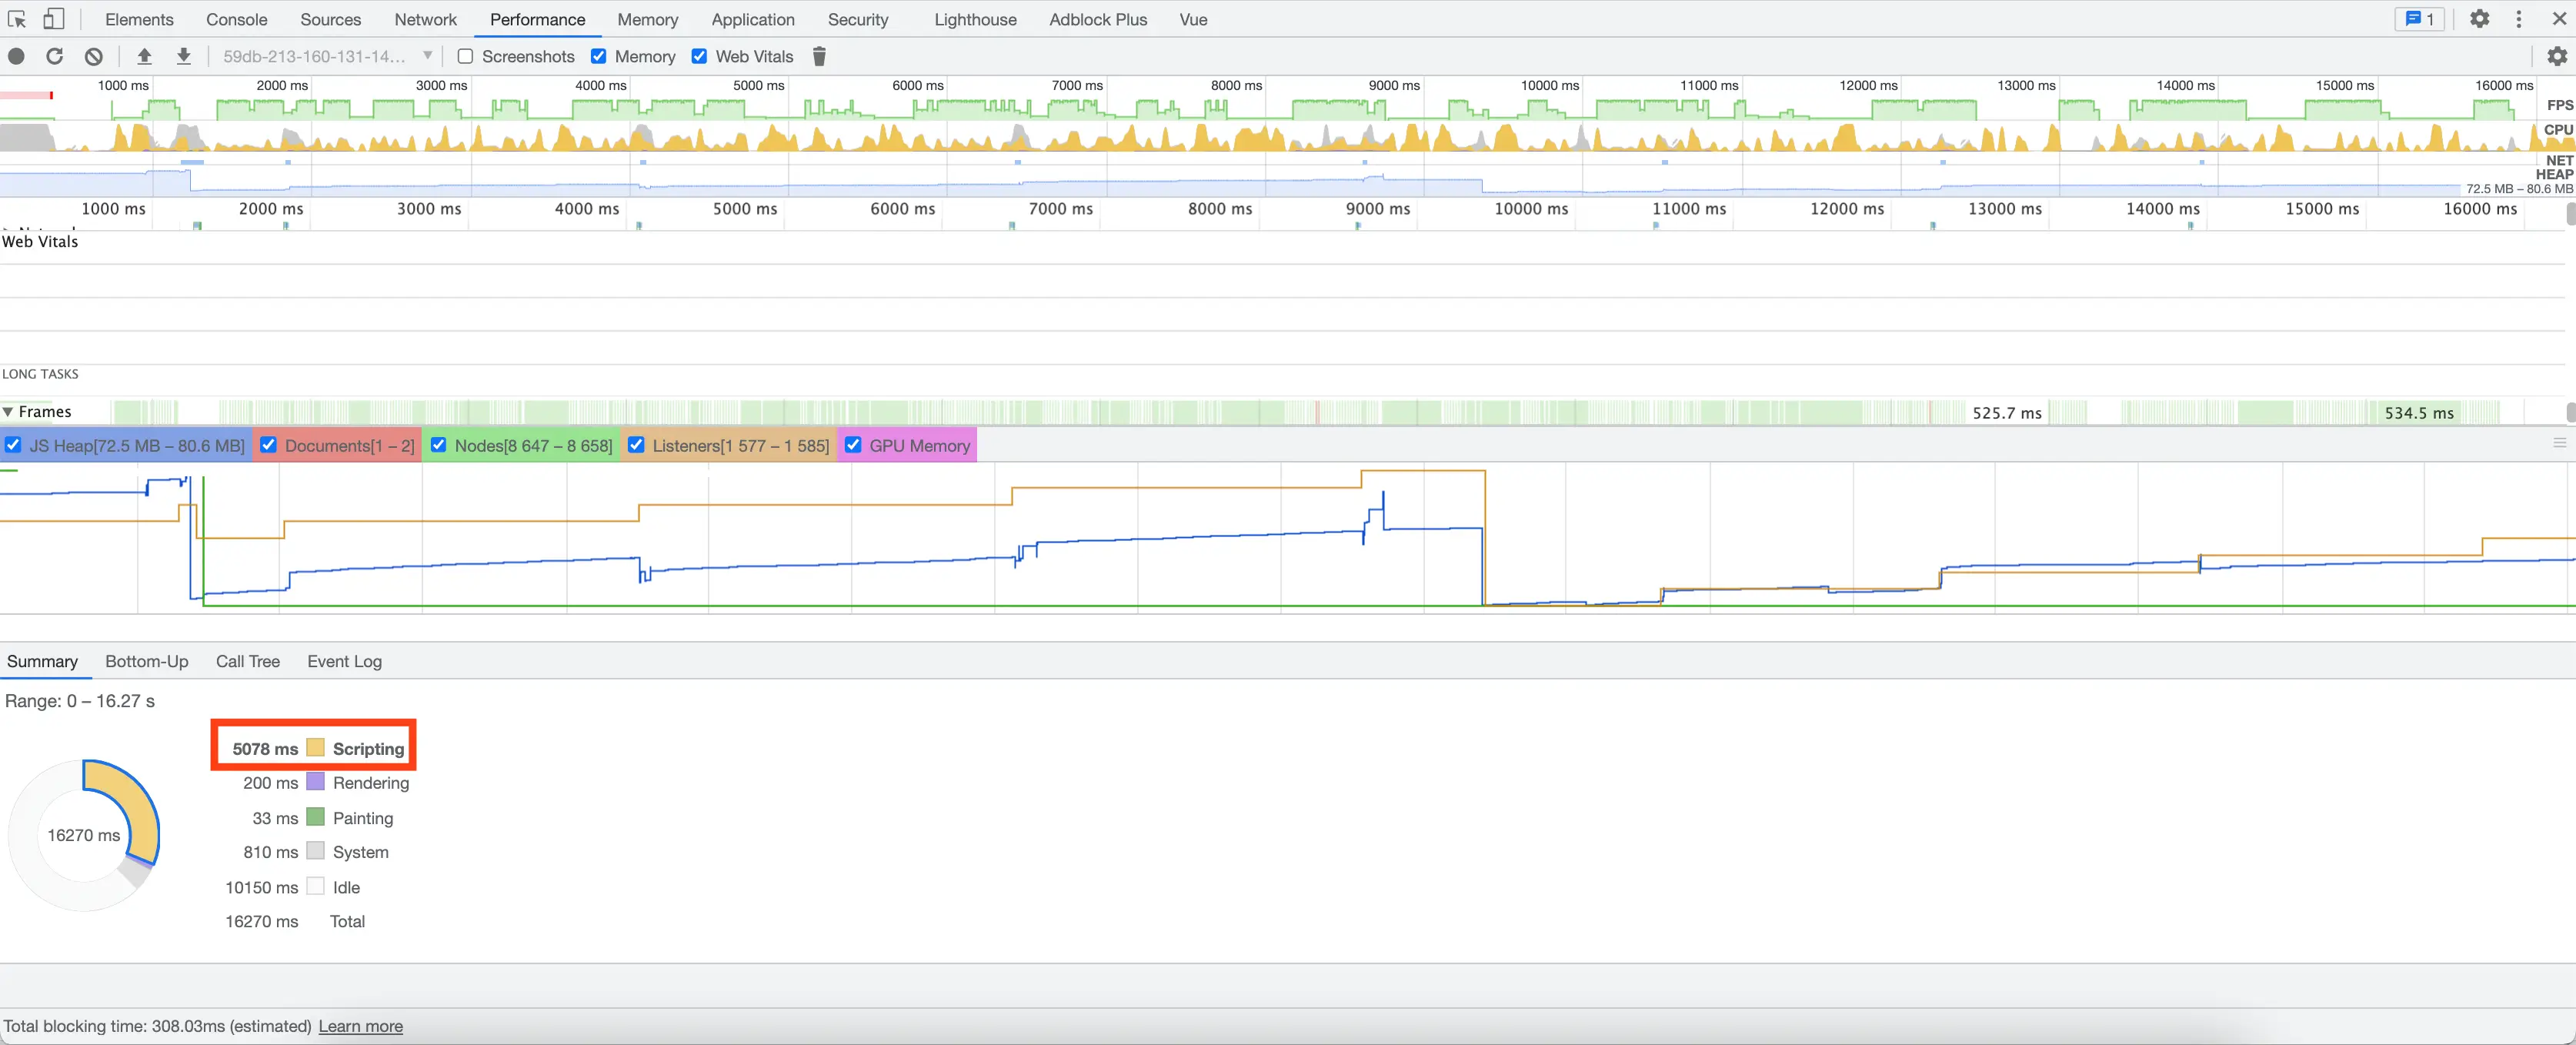 Elements Console Sources Network Performance Memory Application Security Lighthouse Adblock Plus Vue 1
59db-213-160-131-14... Screenshots Memory Web Vitals
1000 ms 2000 ms 3000 ms 4000 ms 5000 ms 6000 ms 7000 ms 8000 ms 9000 ms 10000 ms 11000 ms 12000 ms 13000 ms 14000 ms 15000 ms 16000 ms
FPS
CPU
NET
HEAP
72.5 MB – 80.6 MB
1000 ms 2000 ms 3000 ms 4000 ms 5000 ms 6000 ms 7000 ms 8000 ms 9000 ms 10000 ms 11000 ms 12000 ms 13000 ms 14000 ms 15000 ms 16000 ms
Web Vitals
LONG TASKS
Frames 525.7 ms 534.5 ms
JS Heap[72.5 MB – 80.6 MB] Documents[1 – 2] Nodes[8 647 – 8 658] Listeners[1 577 – 1 585] GPU Memory
Summary Bottom-Up Call Tree Event Log
Range: 0 – 16.27 s
5078 ms Scripting
200 ms Rendering
33 ms Painting
16270 ms
810 ms System
10150 ms Idle
16270 ms Total
Total blocking time: 308.03ms (estimated) Learn more